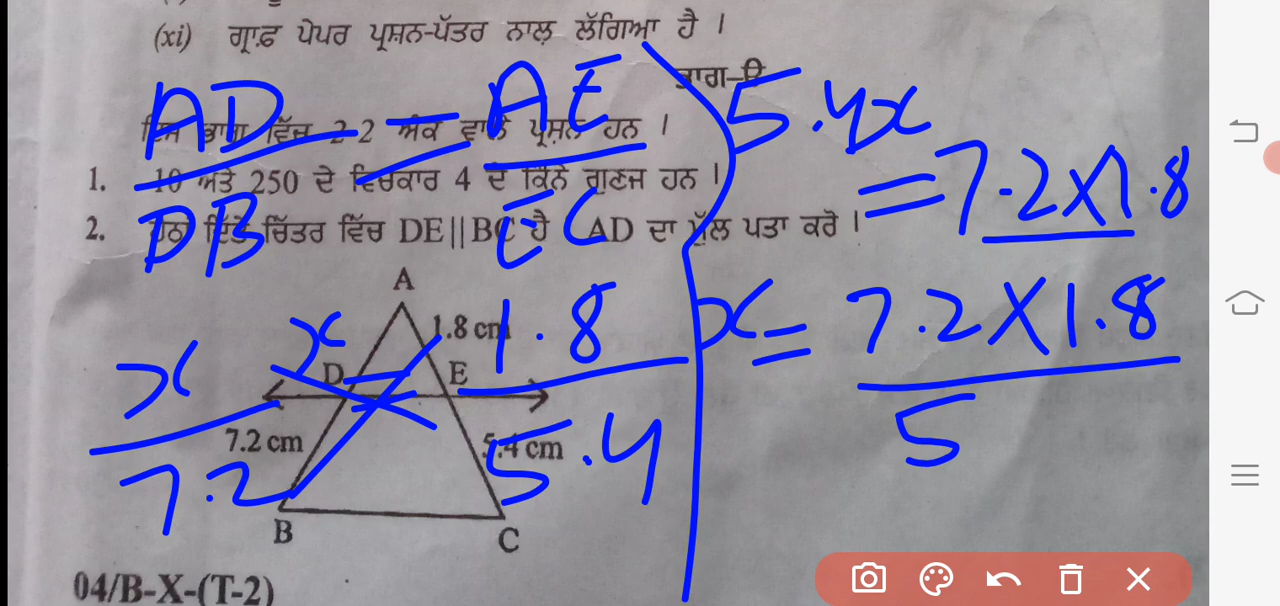 (xi) ਗ੍ਰਾਫ਼ ਪੇਪਰ ਪ੍ਰਸ਼ਨ-ਪੱਤਰ ਨਾਲ਼ ਲੱਗਿਆ ਹੈ ।
ਭਾਗ-ੳ
ਇਸ ਭਾਗ ਵਿੱਚ 2-2 ਅੰਕ ਵਾਲੇ ਪ੍ਰਸ਼ਨ ਹਨ ।
1. 10 ਅਤੇ 250 ਦੇ ਵਿਚਕਾਰ 4 ਦੇ ਕਿੰਨੇ ਗੁਣਜ ਹਨ ।
2. ਦਿੱਤੇ ਚਿੱਤਰ ਵਿੱਚ DE||BC ਹੈ AD ਦਾ ਮੁੱਲ ਪਤਾ ਕਰੋ ।
A
1.8 cm
D E
7.2 cm 5.4 cm
B C
04/B-X-(T-2)
AD = AE
DB EC
x
x 1.8
7.2 5.4
5.4x
= 7.2×1.8
x = 7.2×1.8
5